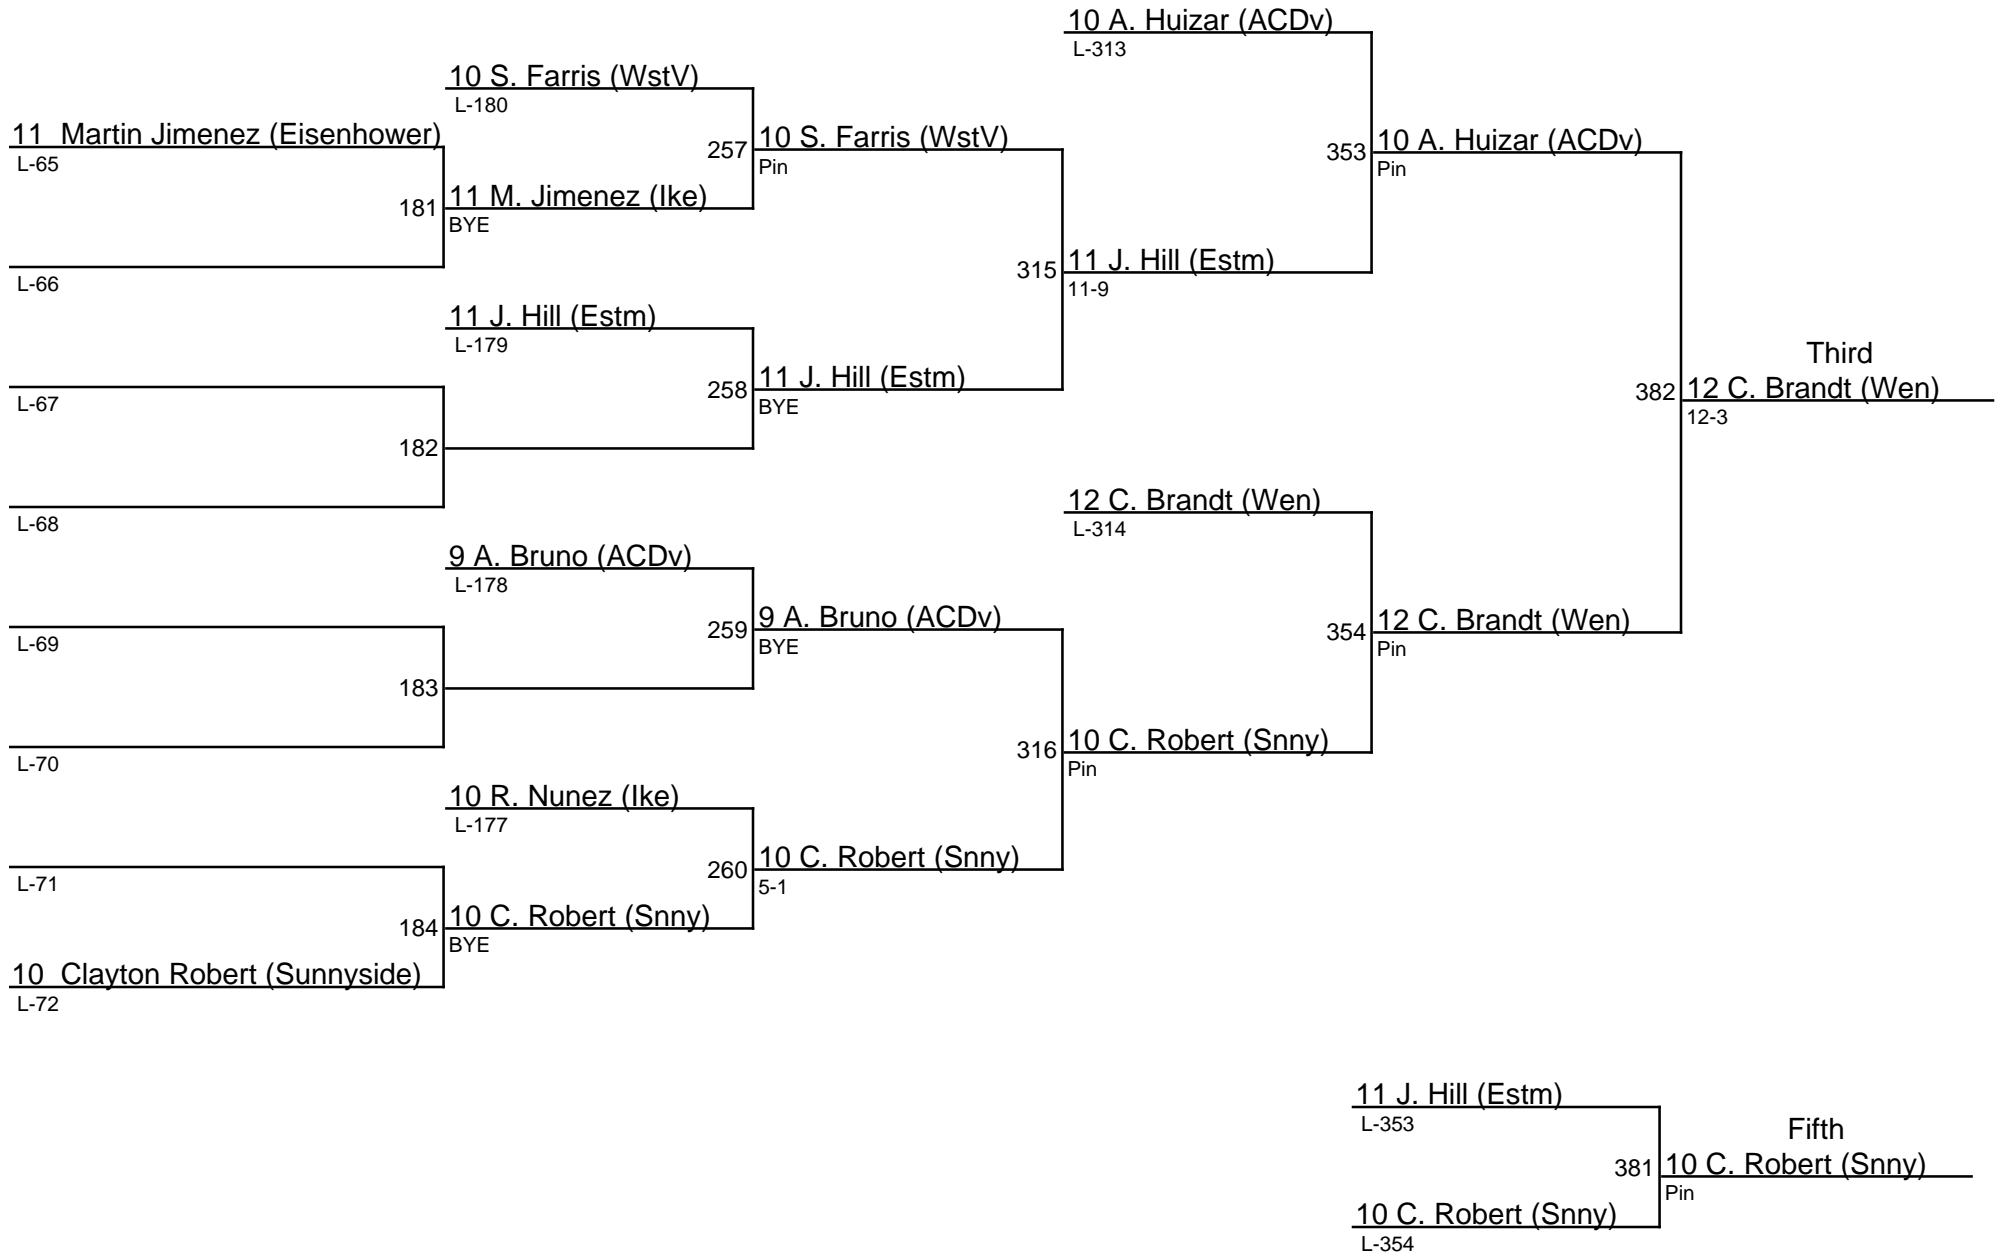 10 A. Huizar (ACDv)
L-313
10 S. Farris (WstV)
L-180
11 Martin Jimenez (Eisenhower)
L-65
257
10 S. Farris (WstV)
Pin
353
10 A. Huizar (ACDv)
Pin
181
11 M. Jimenez (Ike)
BYE
L-66
315
11 J. Hill (Estm)
11-9
11 J. Hill (Estm)
L-179
Third
L-67
258
11 J. Hill (Estm)
BYE
382
12 C. Brandt (Wen)
12-3
182
L-68
12 C. Brandt (Wen)
L-314
9 A. Bruno (ACDv)
L-178
L-69
259
9 A. Bruno (ACDv)
BYE
354
12 C. Brandt (Wen)
Pin
183
L-70
316
10 C. Robert (Snny)
Pin
10 R. Nunez (Ike)
L-177
L-71
260
10 C. Robert (Snny)
5-1
184
10 C. Robert (Snny)
BYE
10 Clayton Robert (Sunnyside)
L-72
11 J. Hill (Estm)
L-353
Fifth
381
10 C. Robert (Snny)
Pin
10 C. Robert (Snny)
L-354